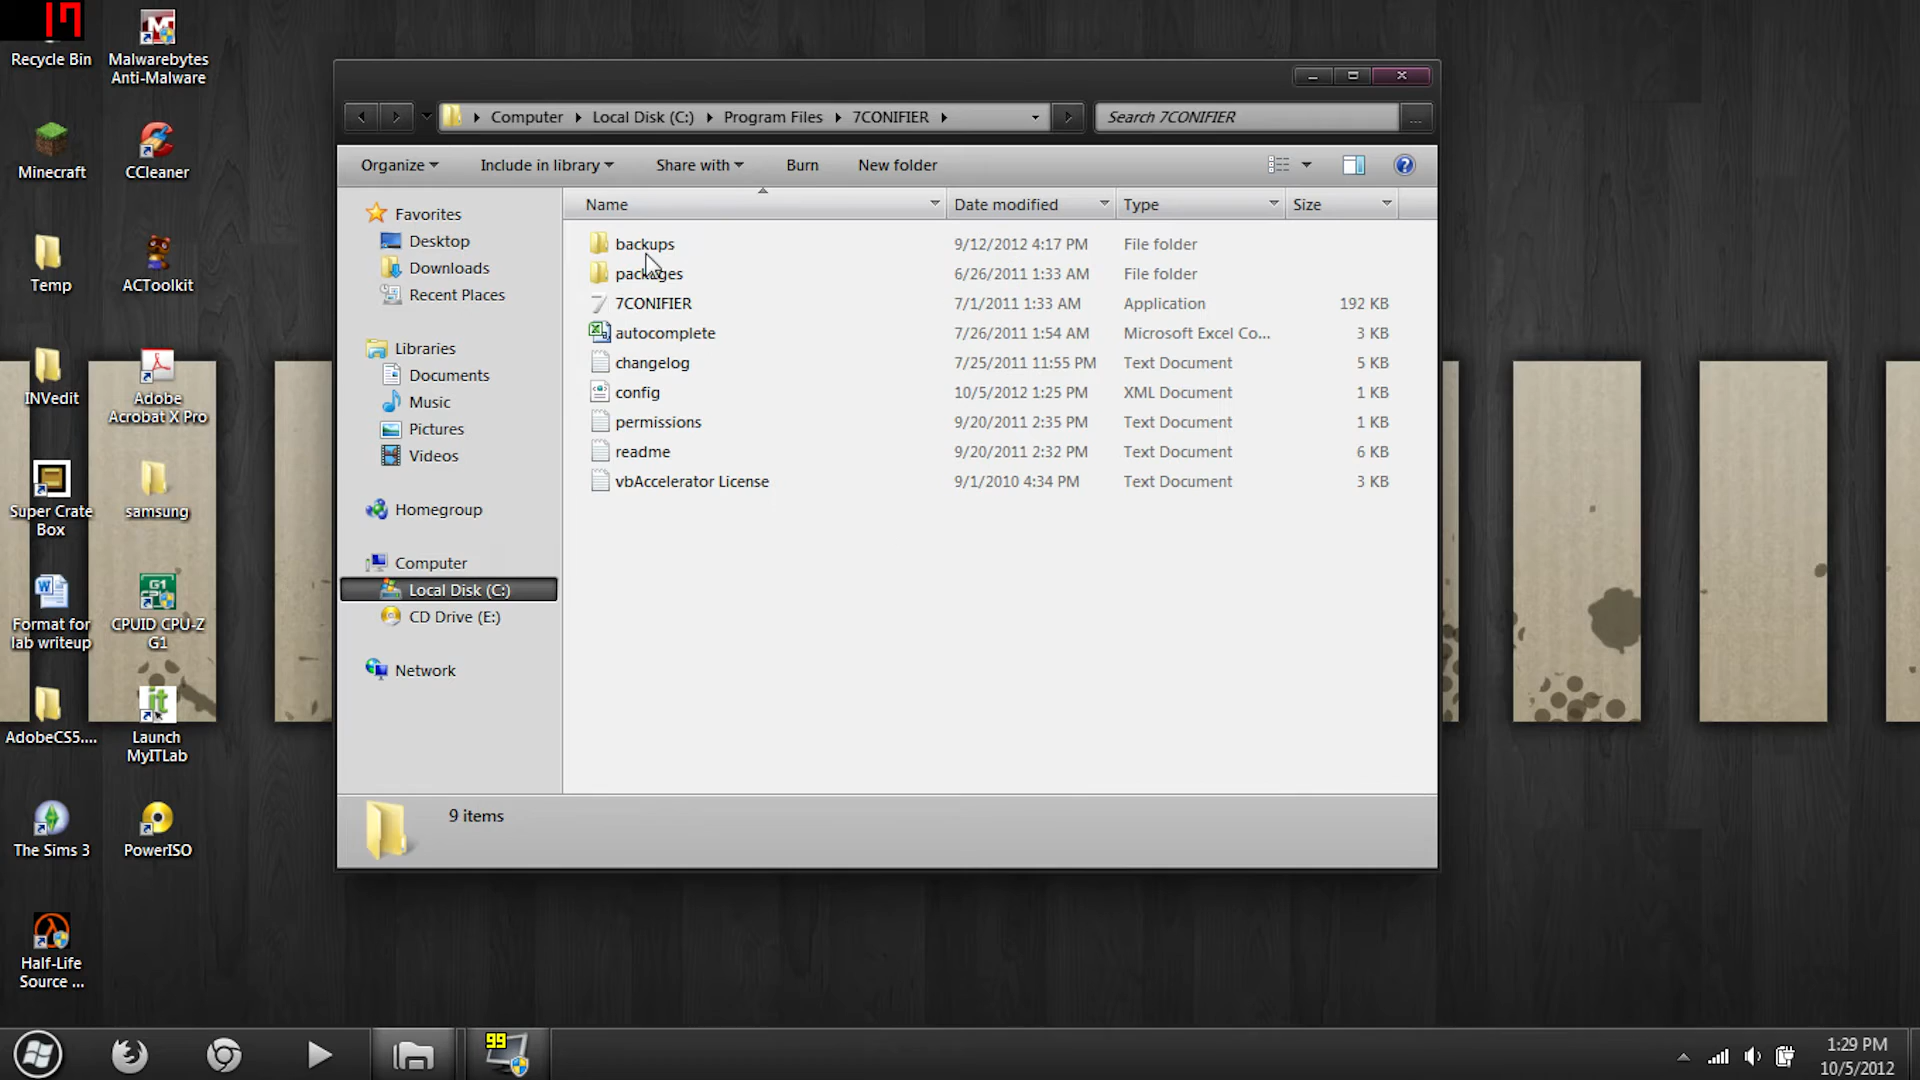 17
Recycle Bin
Malwarebytes
Anti-Malware
Minecraft
CCleaner
Temp
ACToolkit
INVedit
Adobe
Acrobat X Pro
Super Crate
Box
samsung
Format for
lab writeup
G1
CPUID CPU-Z
G1
AdobeCS5....
it
Launch
MyITLab
The Sims 3
PowerISO
Half-Life
Source ...
Computer
Local Disk (C:)
Program Files
7CONIFIER
Search 7CONIFIER
...
Organize
Include in library
Share with
Burn
New folder
Favorites
Desktop
Downloads
Recent Places
Libraries
Documents
Music
Pictures
Videos
Homegroup
Computer
Local Disk (C:)
CD Drive (E:)
Network
Name Date modified Type Size
backups 9/12/2012 4:17 PM File folder
packages 6/26/2011 1:33 AM File folder
7CONIFIER 7/1/2011 1:33 AM Application 192 KB
autocomplete 7/26/2011 1:54 AM Microsoft Excel Co... 3 KB
changelog 7/25/2011 11:55 PM Text Document 5 KB
config 10/5/2012 1:25 PM XML Document 1 KB
permissions 9/20/2011 2:35 PM Text Document 1 KB
readme 9/20/2011 2:32 PM Text Document 6 KB
vbAccelerator License 9/1/2010 4:34 PM Text Document 3 KB
9 items
99
1:29 PM
10/5/2012